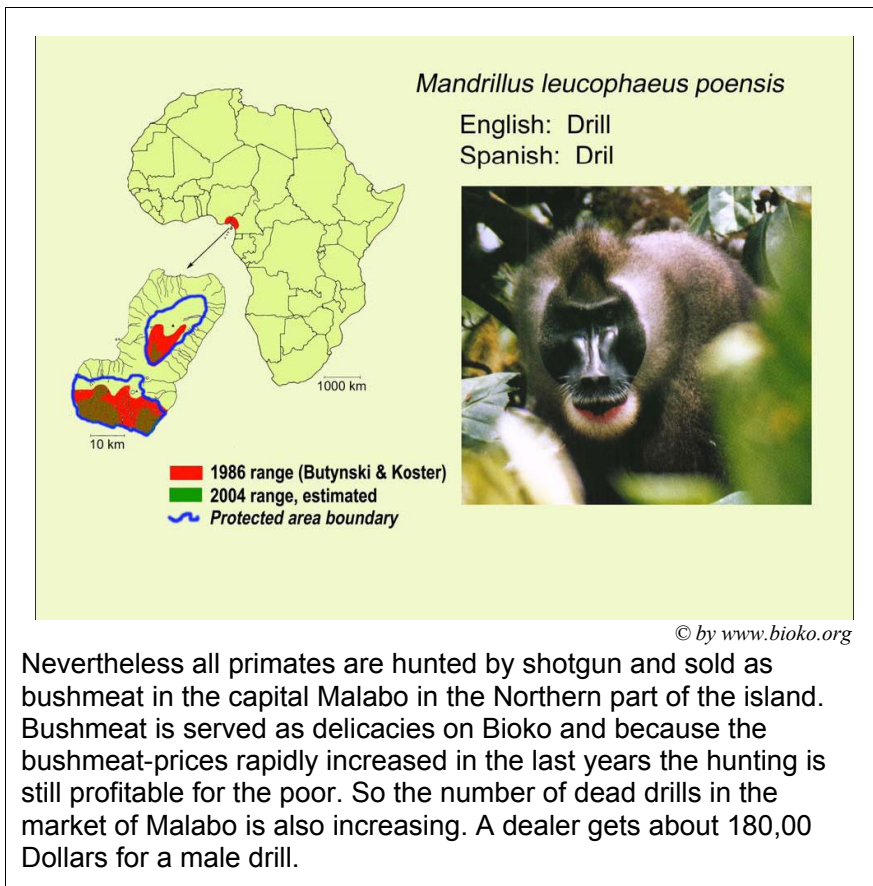 Mandrillus leucophaeus poensis
English: Drill
Spanish: Dril
1000 km
10 km
1986 range (Butynski & Koster)
2004 range, estimated
Protected area boundary
© by www.bioko.org
Nevertheless all primates are hunted by shotgun and sold as
bushmeat in the capital Malabo in the Northern part of the island.
Bushmeat is served as delicacies on Bioko and because the
bushmeat-prices rapidly increased in the last years the hunting is
still profitable for the poor. So the number of dead drills in the
market of Malabo is also increasing. A dealer gets about 180,00
Dollars for a male drill.